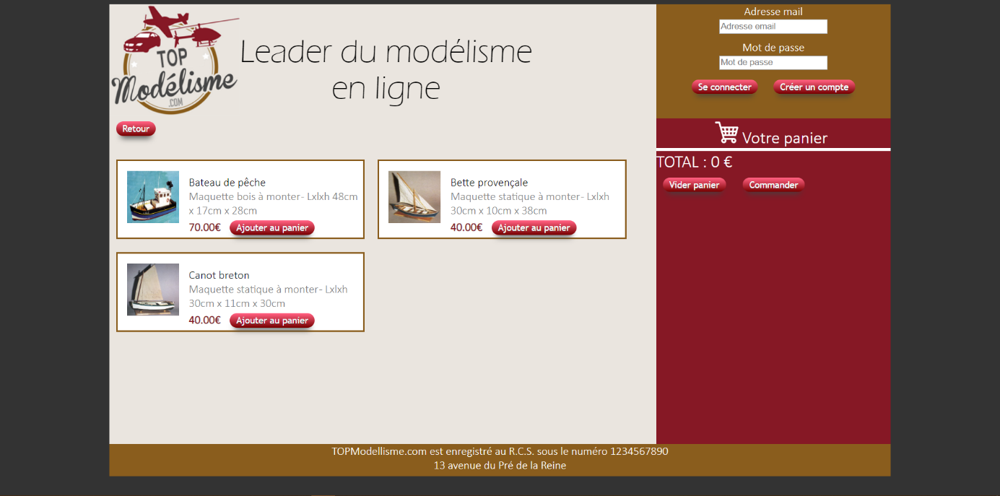 TOP
Modélisme
.COM
Leader du modélisme
en ligne
Retour
Bateau de pêche
Maquette bois à monter- Lxlxh 48cm
x 17cm x 28cm
70.00€ Ajouter au panier
Bette provençale
Maquette statique à monter- Lxlxh
30cm x 10cm x 38cm
40.00€ Ajouter au panier
Canot breton
Maquette statique à monter- Lxlxh
30cm x 11cm x 30cm
40.00€ Ajouter au panier
Adresse mail
Adresse email
Mot de passe
Mot de passe
Se connecter Créer un compte
Votre panier
TOTAL : 0 €
Vider panier Commander
TOPModellisme.com est enregistré au R.C.S. sous le numéro 1234567890
13 avenue du Pré de la Reine